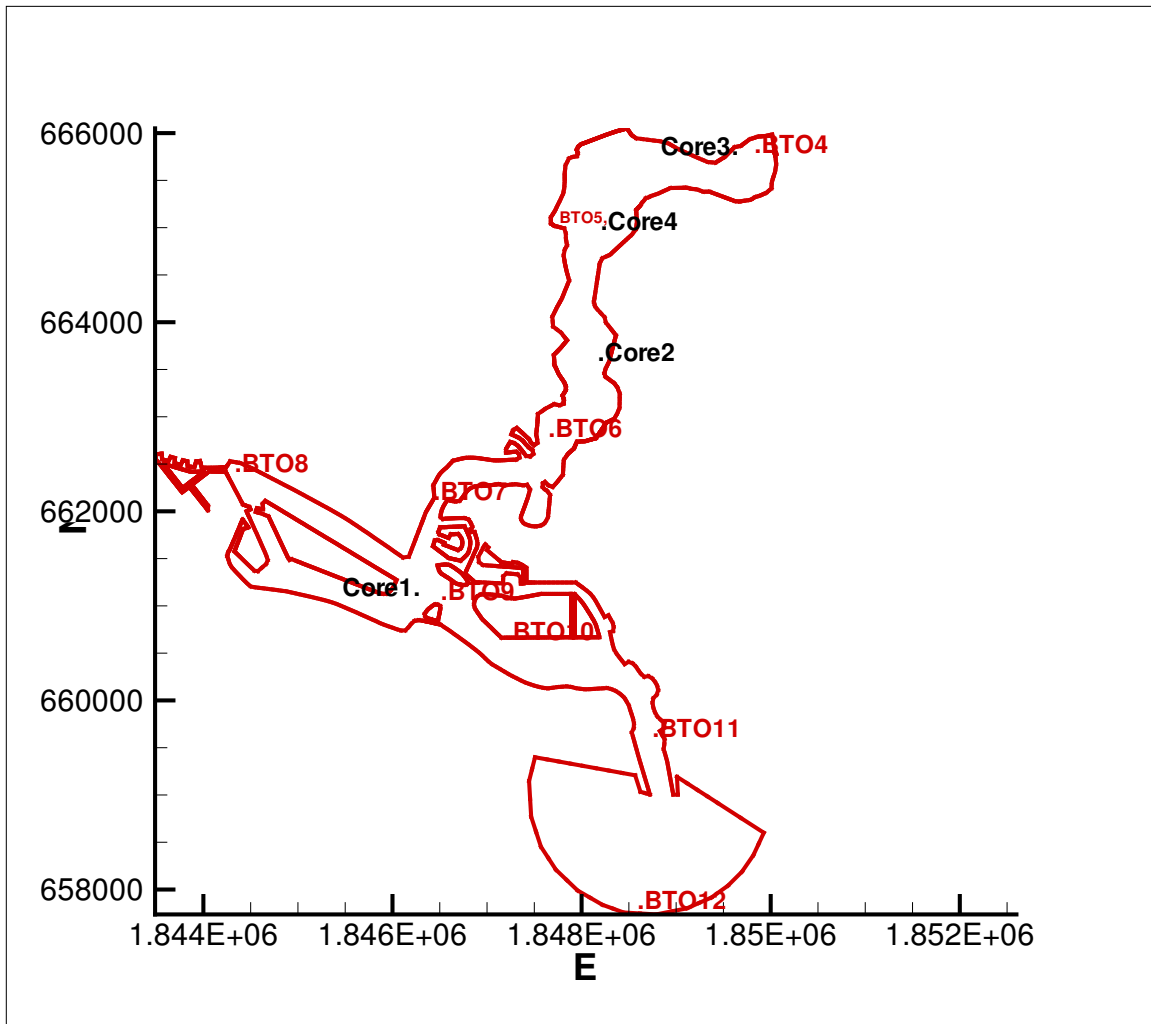 666000
Core3.
.BTO4
BTO5.
.Core4
664000
.Core2
.BTO6
.BTO8
.BTO7
662000
N
Core1.
.BTO9
BTO10
660000
.BTO11
658000
.BTO12
1.844E+06 1.846E+06 1.848E+06 1.85E+06 1.852E+06
E